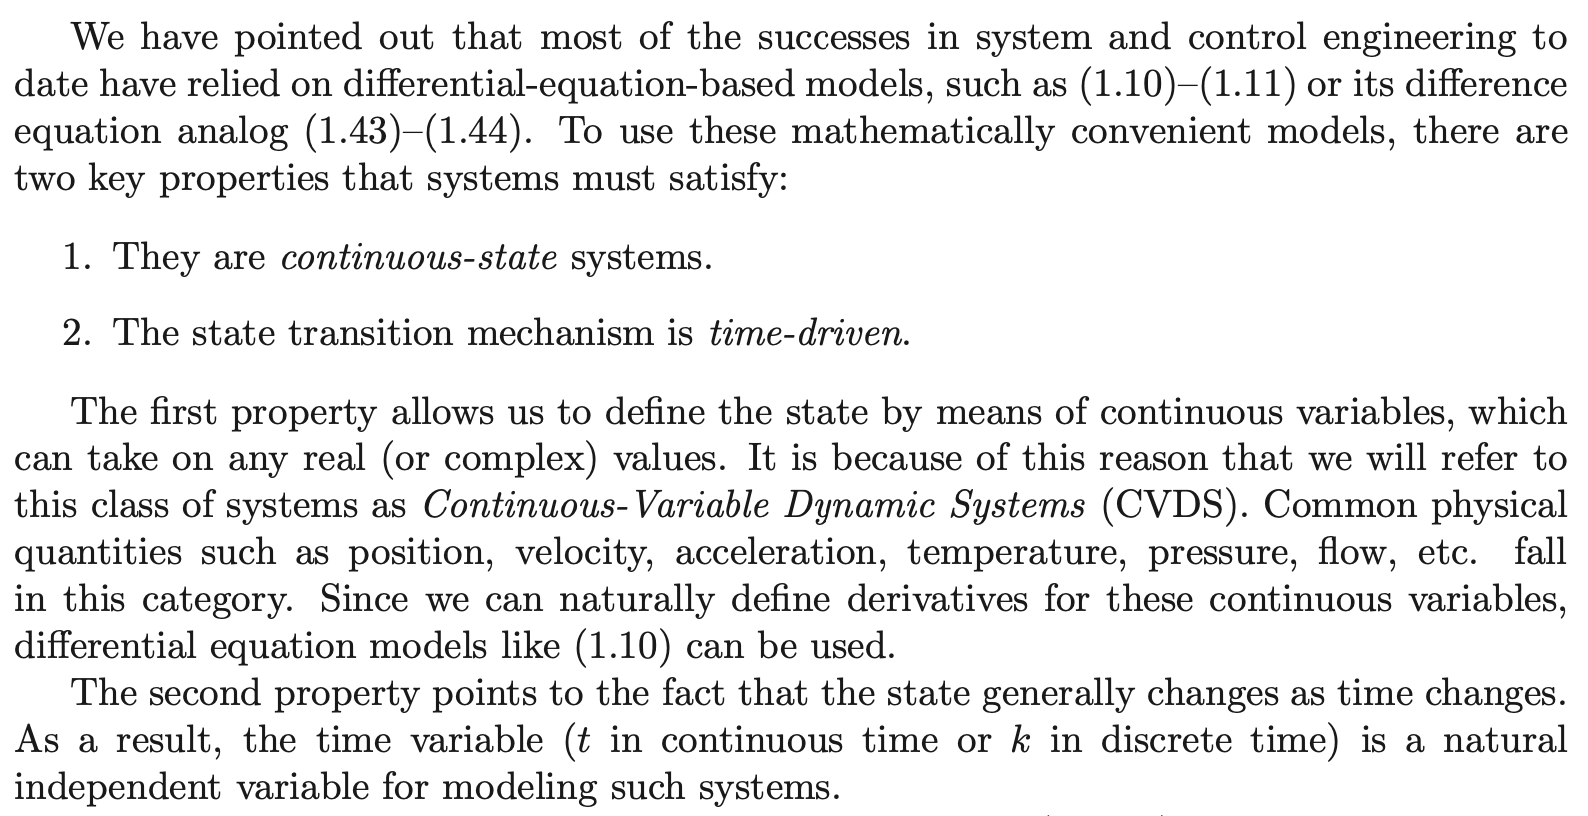 We have pointed out that most of the successes in system and control engineering to
date have relied on differential-equation-based models, such as (1.10)–(1.11) or its difference
equation analog (1.43)–(1.44). To use these mathematically convenient models, there are
two key properties that systems must satisfy:
1. They are continuous-state systems.
2. The state transition mechanism is time-driven.
The first property allows us to define the state by means of continuous variables, which
can take on any real (or complex) values. It is because of this reason that we will refer to
this class of systems as Continuous-Variable Dynamic Systems (CVDS). Common physical
quantities such as position, velocity, acceleration, temperature, pressure, flow, etc. fall
in this category. Since we can naturally define derivatives for these continuous variables,
differential equation models like (1.10) can be used.
The second property points to the fact that the state generally changes as time changes.
As a result, the time variable (t in continuous time or k in discrete time) is a natural
independent variable for modeling such systems.